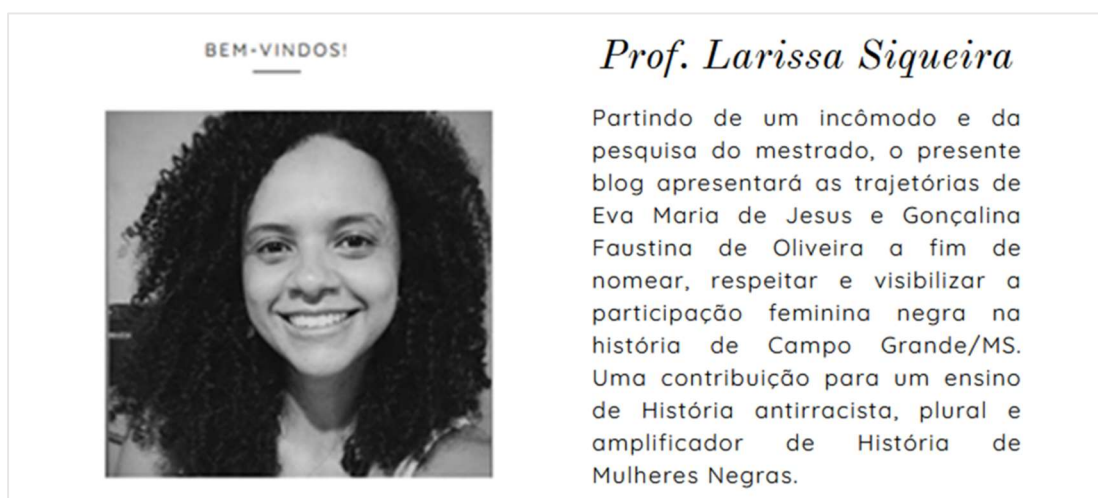 BEM-VINDOS!
Prof. Larissa Siqueira
Partindo de um incômodo e da
pesquisa do mestrado, o presente
blog apresentará as trajetórias de
Eva Maria de Jesus e Gonçalina
Faustina de Oliveira a fim de
nomear, respeitar e visibilizar a
participação feminina negra na
história de Campo Grande/MS.
Uma contribuição para um ensino
de História antirracista, plural e
amplificador de História de
Mulheres Negras.